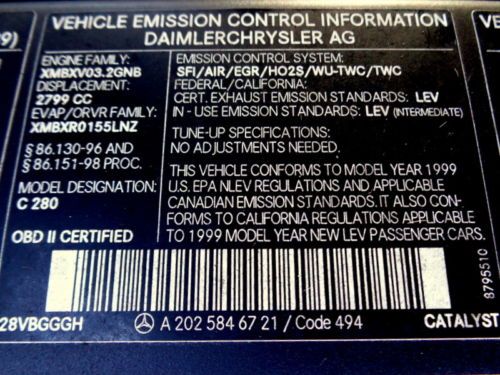 VEHICLE EMISSION CONTROL INFORMATION
DAIMLERCHRYSLER AG
99)
ENGINE FAMILY:
XMBXV03.2GNB
DISPLACEMENT:
2799 CC
EVAP/ORVR FAMILY:
XMBXR0155LNZ
§ 86.130-96 AND
§ 86.151-98 PROC.
MODEL DESIGNATION:
C 280
OBD II CERTIFIED
EMISSION CONTROL SYSTEM:
SFI/AIR/EGR/HO2S/WU-TWC/TWC
FEDERAL/CALIFORNIA:
CERT. EXHAUST EMISSION STANDARDS: LEV
IN - USE EMISSION STANDARDS: LEV (INTERMEDIATE)
TUNE-UP SPECIFICATIONS:
NO ADJUSTMENTS NEEDED.
THIS VEHICLE CONFORMS TO MODEL YEAR 1999
U.S. EPA NLEV REGULATIONS AND APPLICABLE
CANADIAN EMISSION STANDARDS. IT ALSO CON-
FORMS TO CALIFORNIA REGULATIONS APPLICABLE
TO 1999 MODEL YEAR NEW LEV PASSENGER CARS.
8795510
28VBGGGH
A 202 584 67 21 / Code 494
CATALYST